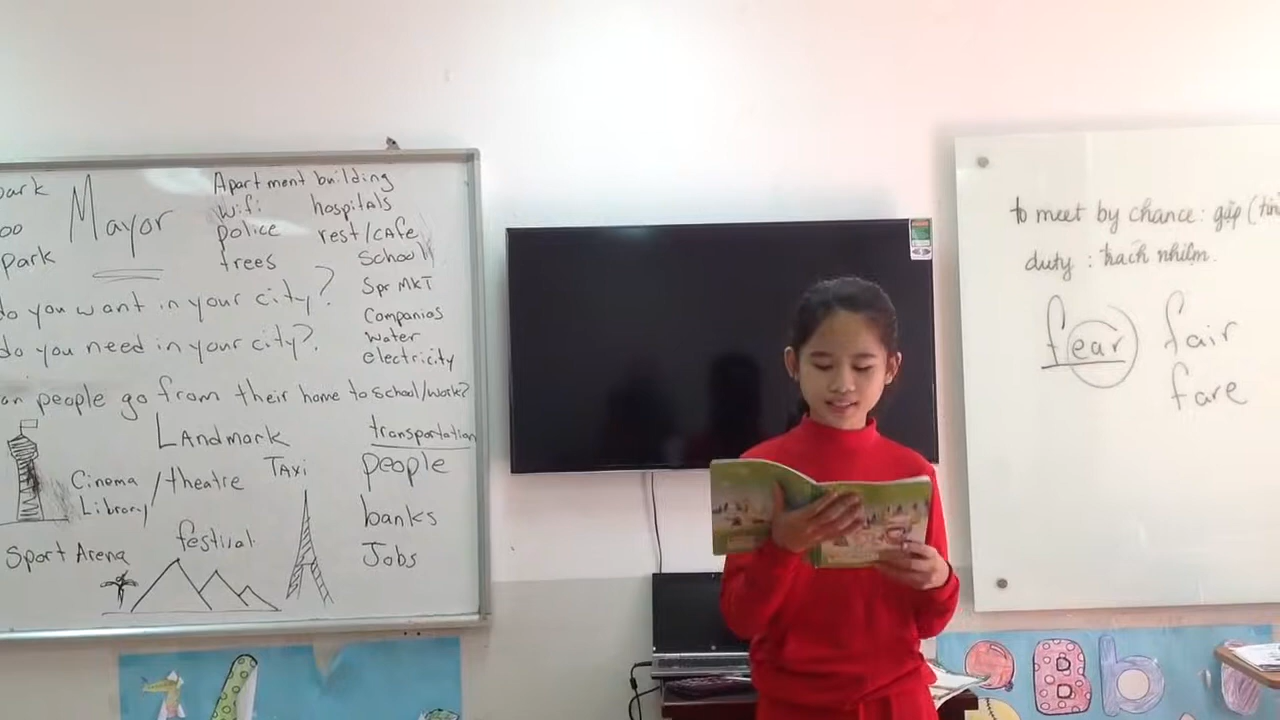 park
Mayor
Apartment building
oo
wifi hospitals
Park
police rest/cafe
trees School
do you want in your city?
Spr MKT
Companias
do you need in your city?.
water
electricity
an people go from their home to school/work?
LAndmark
transportation
Cinema /theatre
TAxi
people
Library
banks
Sport Arena
festival
Jobs
to meet by chance: gặp (tìn
duty : trách nhiệm.
fear fair
fare
B b